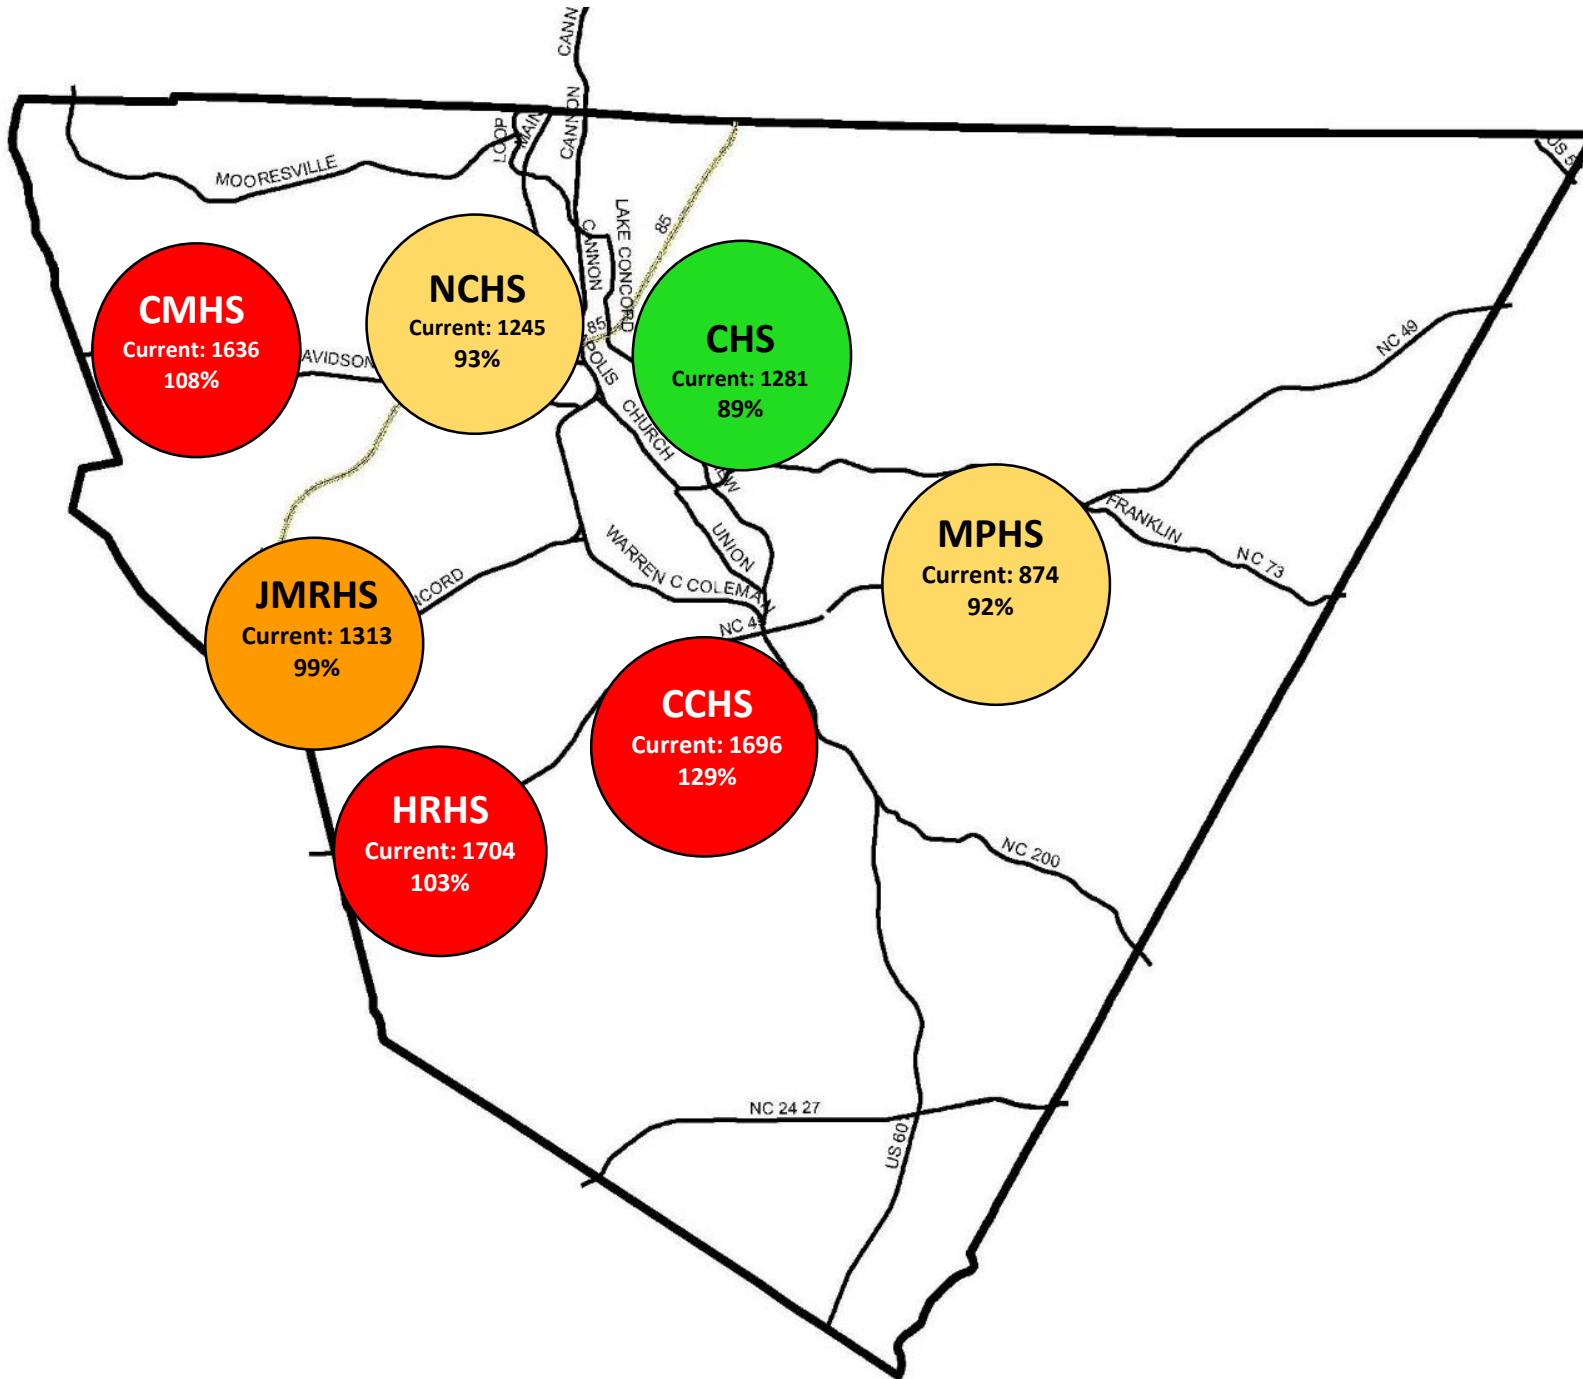 CANN
CANNON
LOOP
MAIN
MOORESVILLE
LAKE CONCORD
CANNON
85
US 5
NCHS
Current: 1245
93%
CMHS
Current: 1636
108%
85
CHS
Current: 1281
89%
NC 49
AVIDSON
POLIS
CHURCH
EW
UNION
FRANKLIN
NC 73
MPHS
Current: 874
92%
WARREN C COLEMAN
NC 4
JMRHS
Current: 1313
99%
CORD
CCHS
Current: 1696
129%
HRHS
Current: 1704
103%
NC 200
NC 24 27
US 60